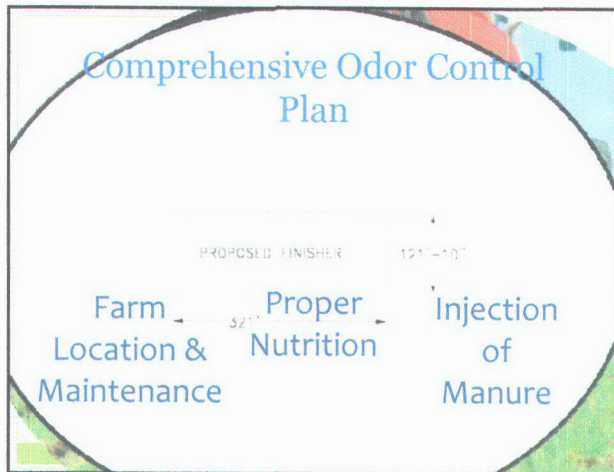 Comprehensive Odor Control
Plan
PROPOSED FINISHER
Farm
Location &
Maintenance
Proper
Nutrition
Injection
of
Manure